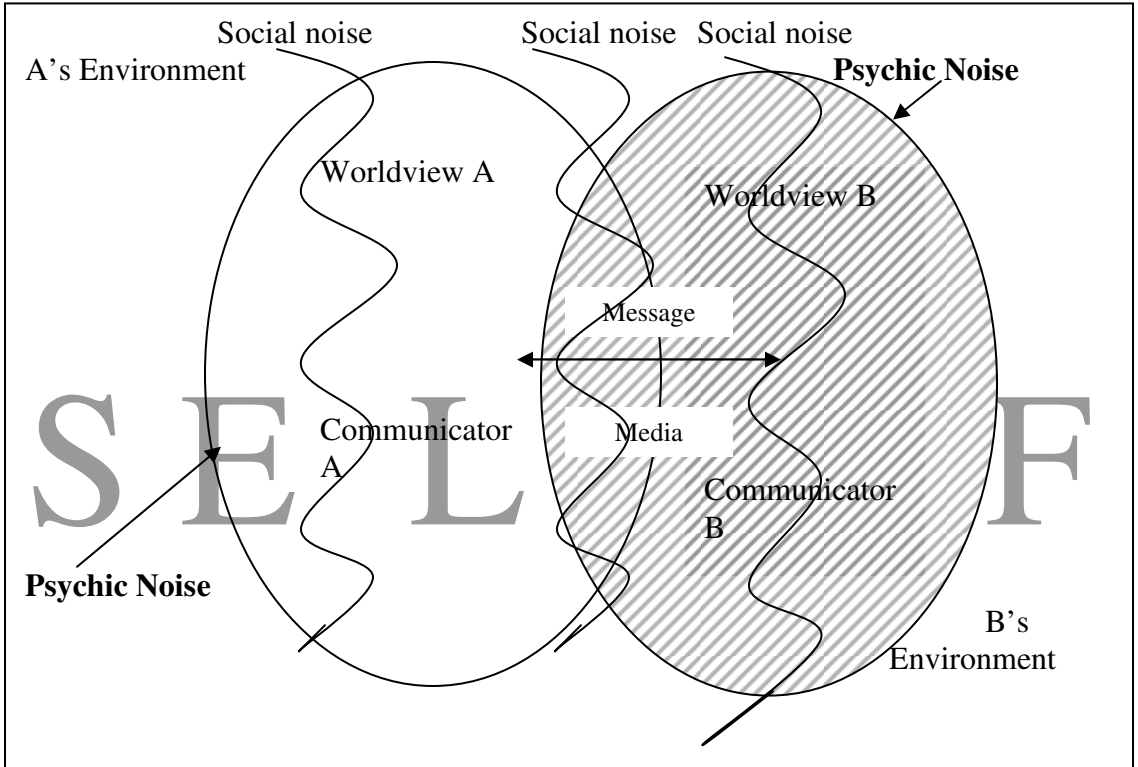 Social noise
Social noise
Social noise
A’s Environment
Psychic Noise
Worldview A
Worldview B
Message
S E L F
Communicator
A
Media
Communicator
B
Psychic Noise
B’s
Environment